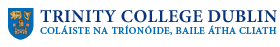 TRINITY COLLEGE DUBLIN
COLÁISTE NA TRÍONÓIDE, BAILE ÁTHA CLIATH